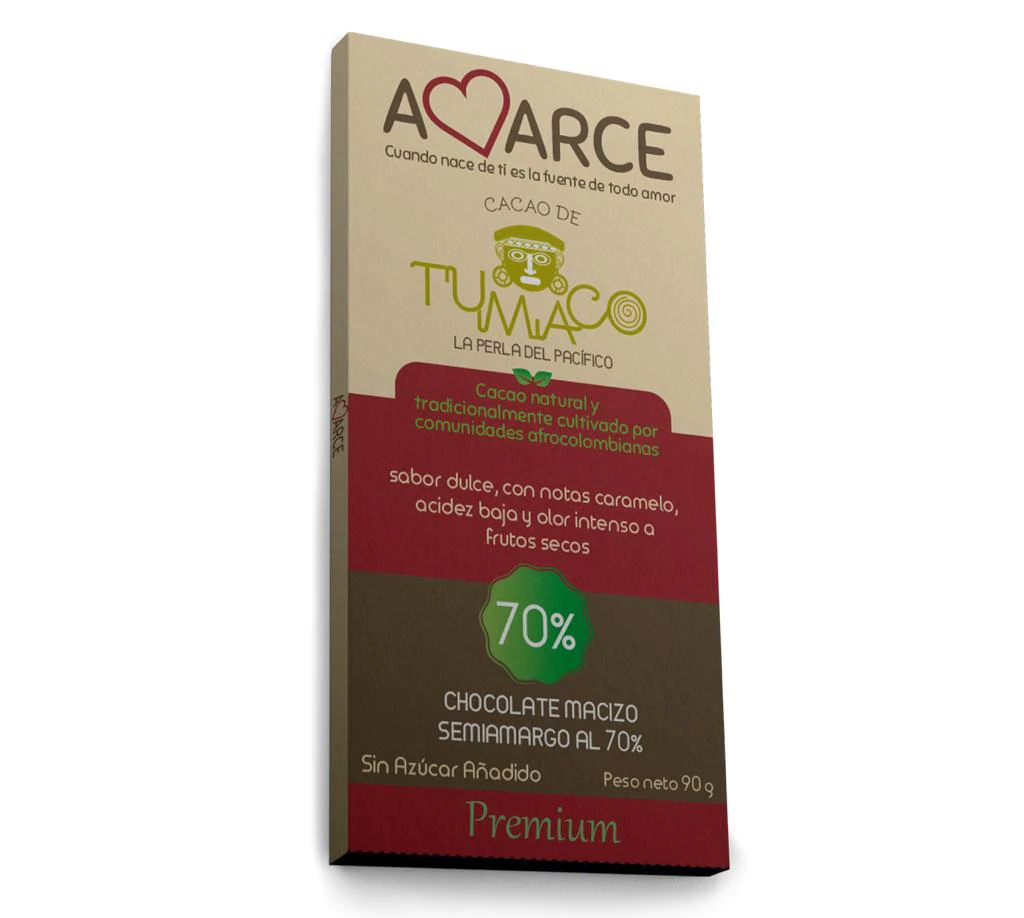 A♡ARCE
Cuando nace de ti es la fuente de todo amor
CACAO DE
TUMACO
LA PERLA DEL PACÍFICO
Cacao natural y
tradicionalmente cultivado por
comunidades afrocolombianas
sabor dulce, con notas caramelo,
acidez baja y olor intenso a
frutos secos
70%
CHOCOLATE MACIZO
SEMIAMARGO AL 70%
Sin Azúcar Añadido
Peso neto 90 g
Premium
A♡ARCE